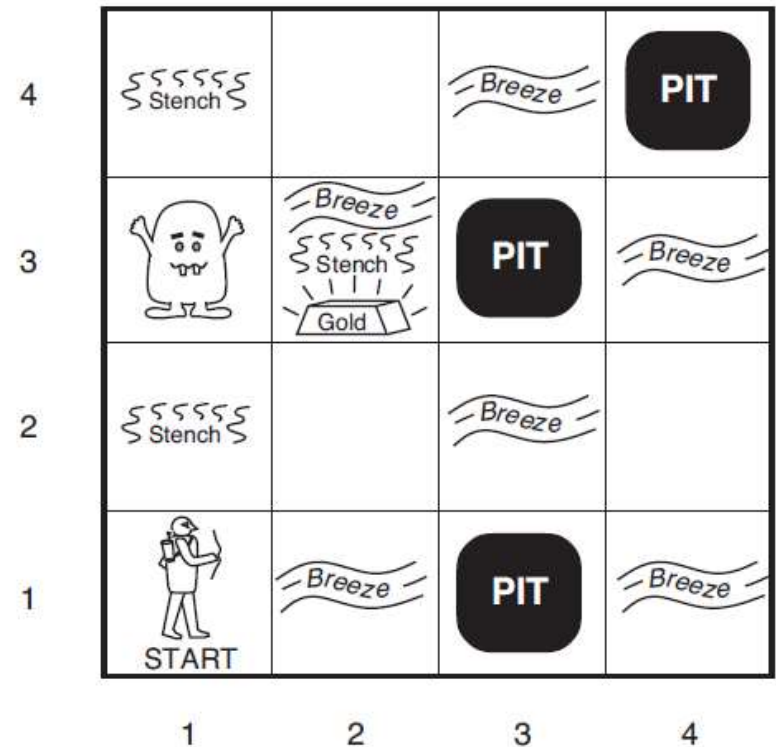 4
Stench
Breeze
PIT
3
Breeze
Stench
Gold
PIT
Breeze
2
Stench
Breeze
1
START
Breeze
PIT
Breeze
1 2 3 4